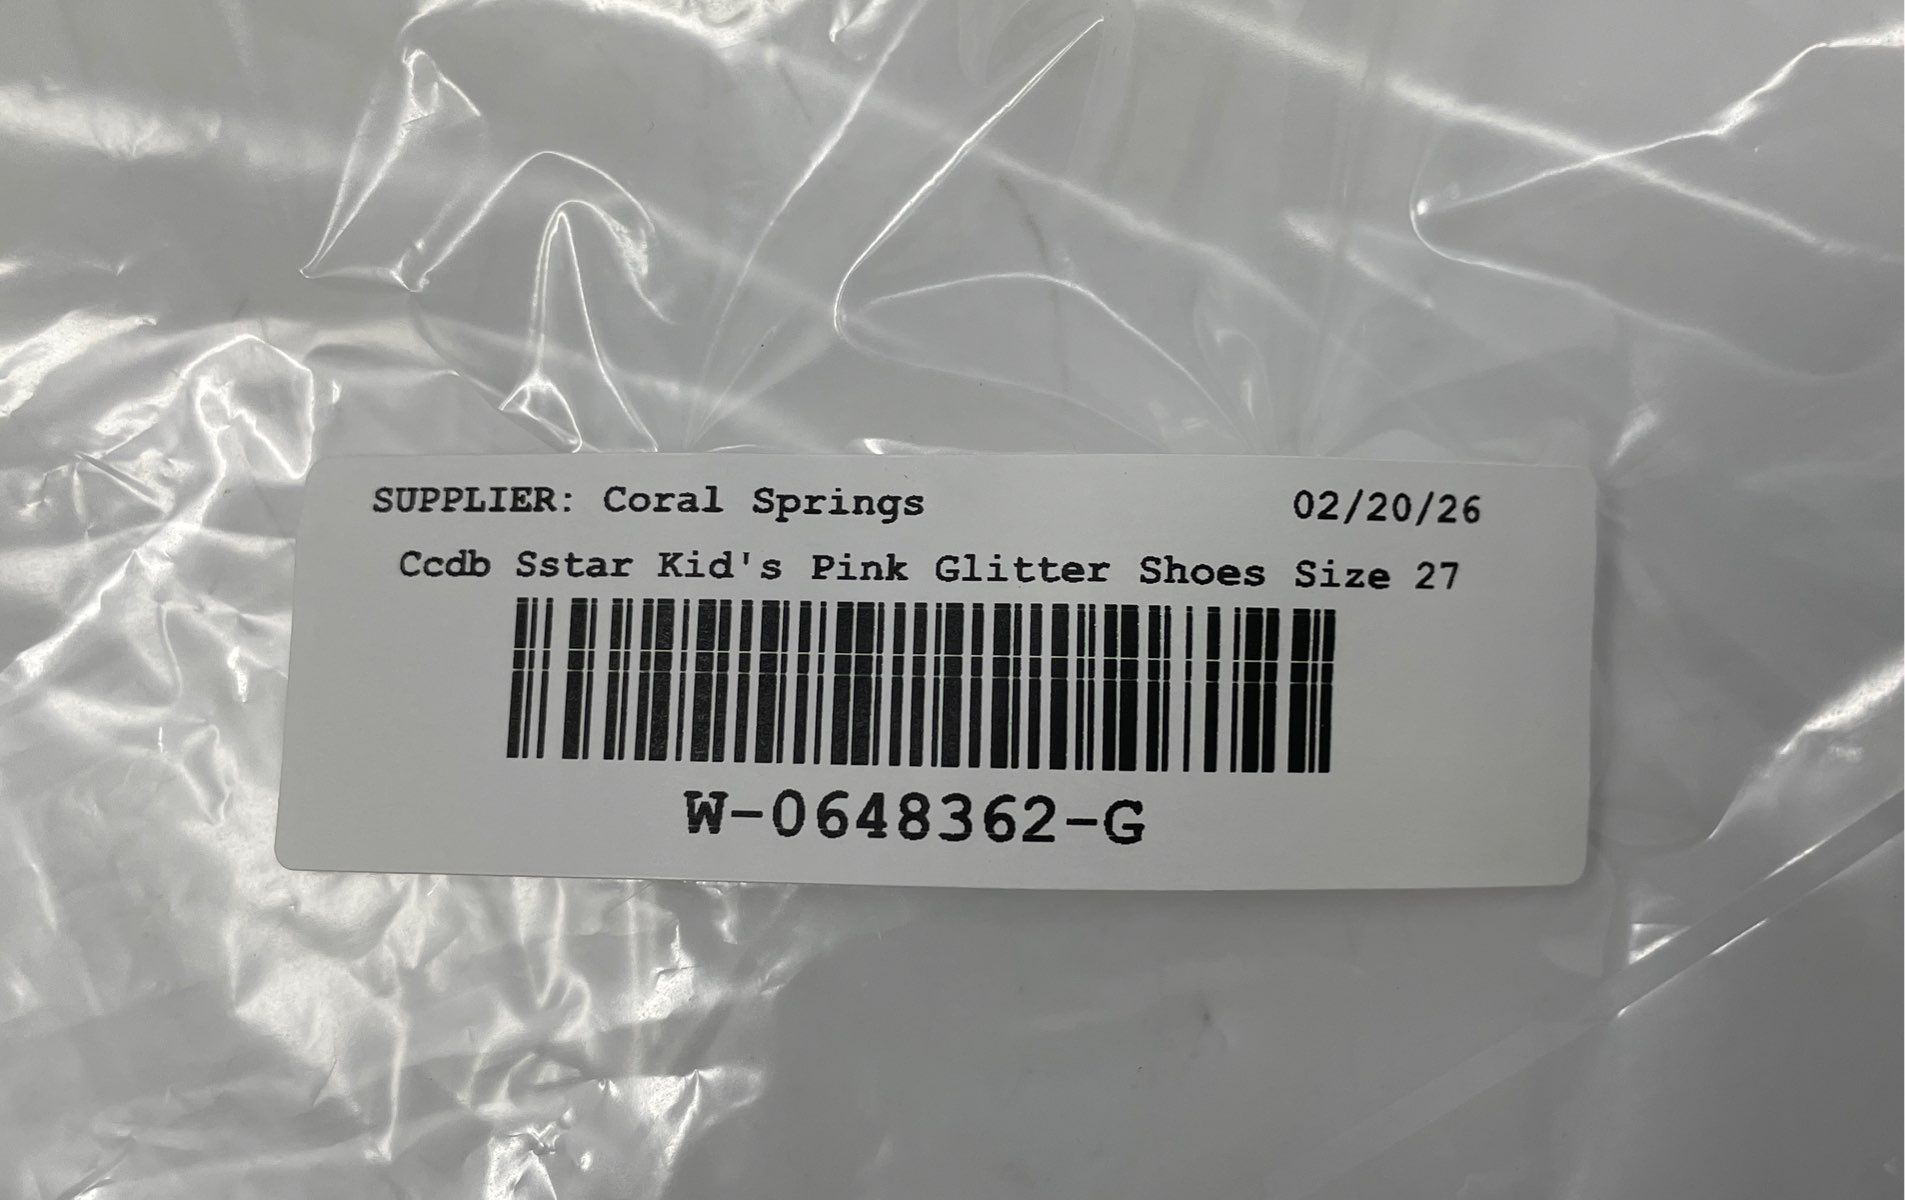 SUPPLIER: Coral Springs 02/20/26
Ccdb Sstar Kid's Pink Glitter Shoes Size 27
W-0648362-G